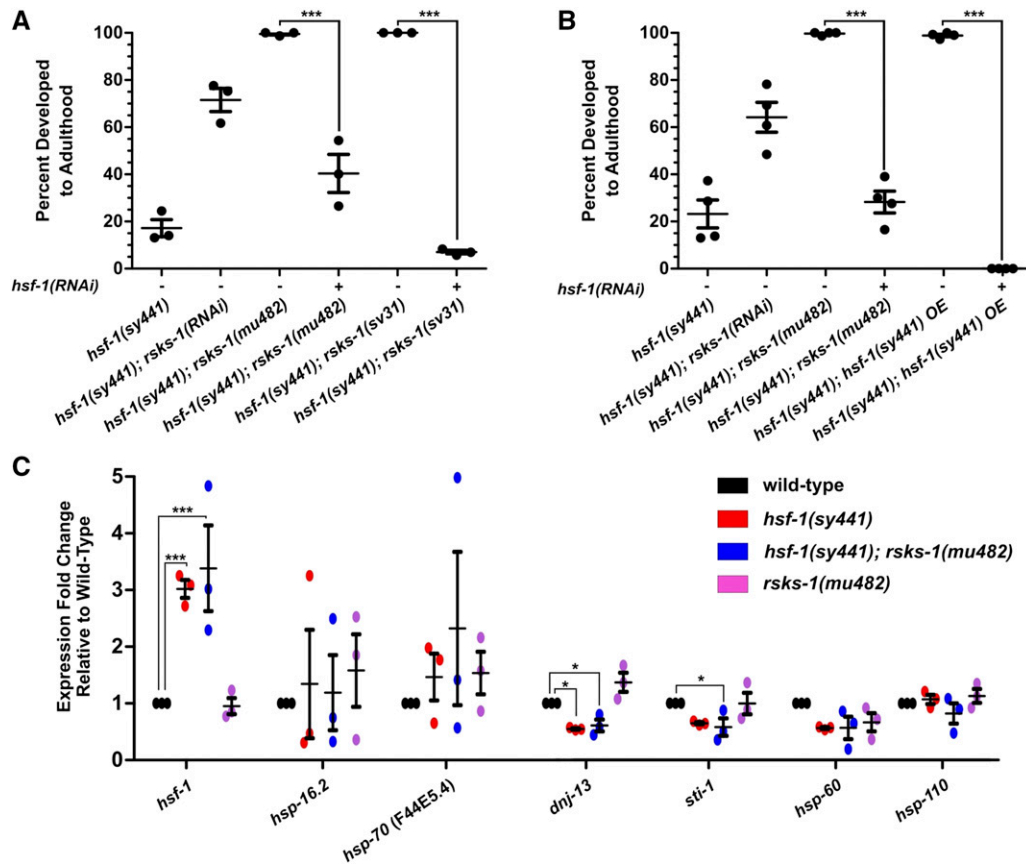 A
Percent Developed
to Adulthood
100
80
60
40
20
0
***
***
hsf-1(RNAi)
-
-
-
+
-
+
hsf-1(sy441)
hsf-1(sy441); rsks-1(RNAi)
hsf-1(sy441); rsks-1(mu482)
hsf-1(sy441); rsks-1(mu482)
hsf-1(sy441); rsks-1(sv31)
hsf-1(sy441); rsks-1(sv31)
B
Percent Developed
to Adulthood
100
80
60
40
20
0
***
***
hsf-1(RNAi)
-
-
-
+
-
+
hsf-1(sy441)
hsf-1(sy441); rsks-1(RNAi)
hsf-1(sy441); rsks-1(mu482)
hsf-1(sy441); rsks-1(mu482)
hsf-1(sy441); hsf-1(sy441) OE
hsf-1(sy441); hsf-1(sy441) OE
C
Expression Fold Change
Relative to Wild-Type
5
4
3
2
1
0
***
***
*
*
*
wild-type
hsf-1(sy441)
hsf-1(sy441); rsks-1(mu482)
rsks-1(mu482)
hsf-1
hsp-16.2
hsp-70 (F44E5.4)
dnj-13
sti-1
hsp-60
hsp-110